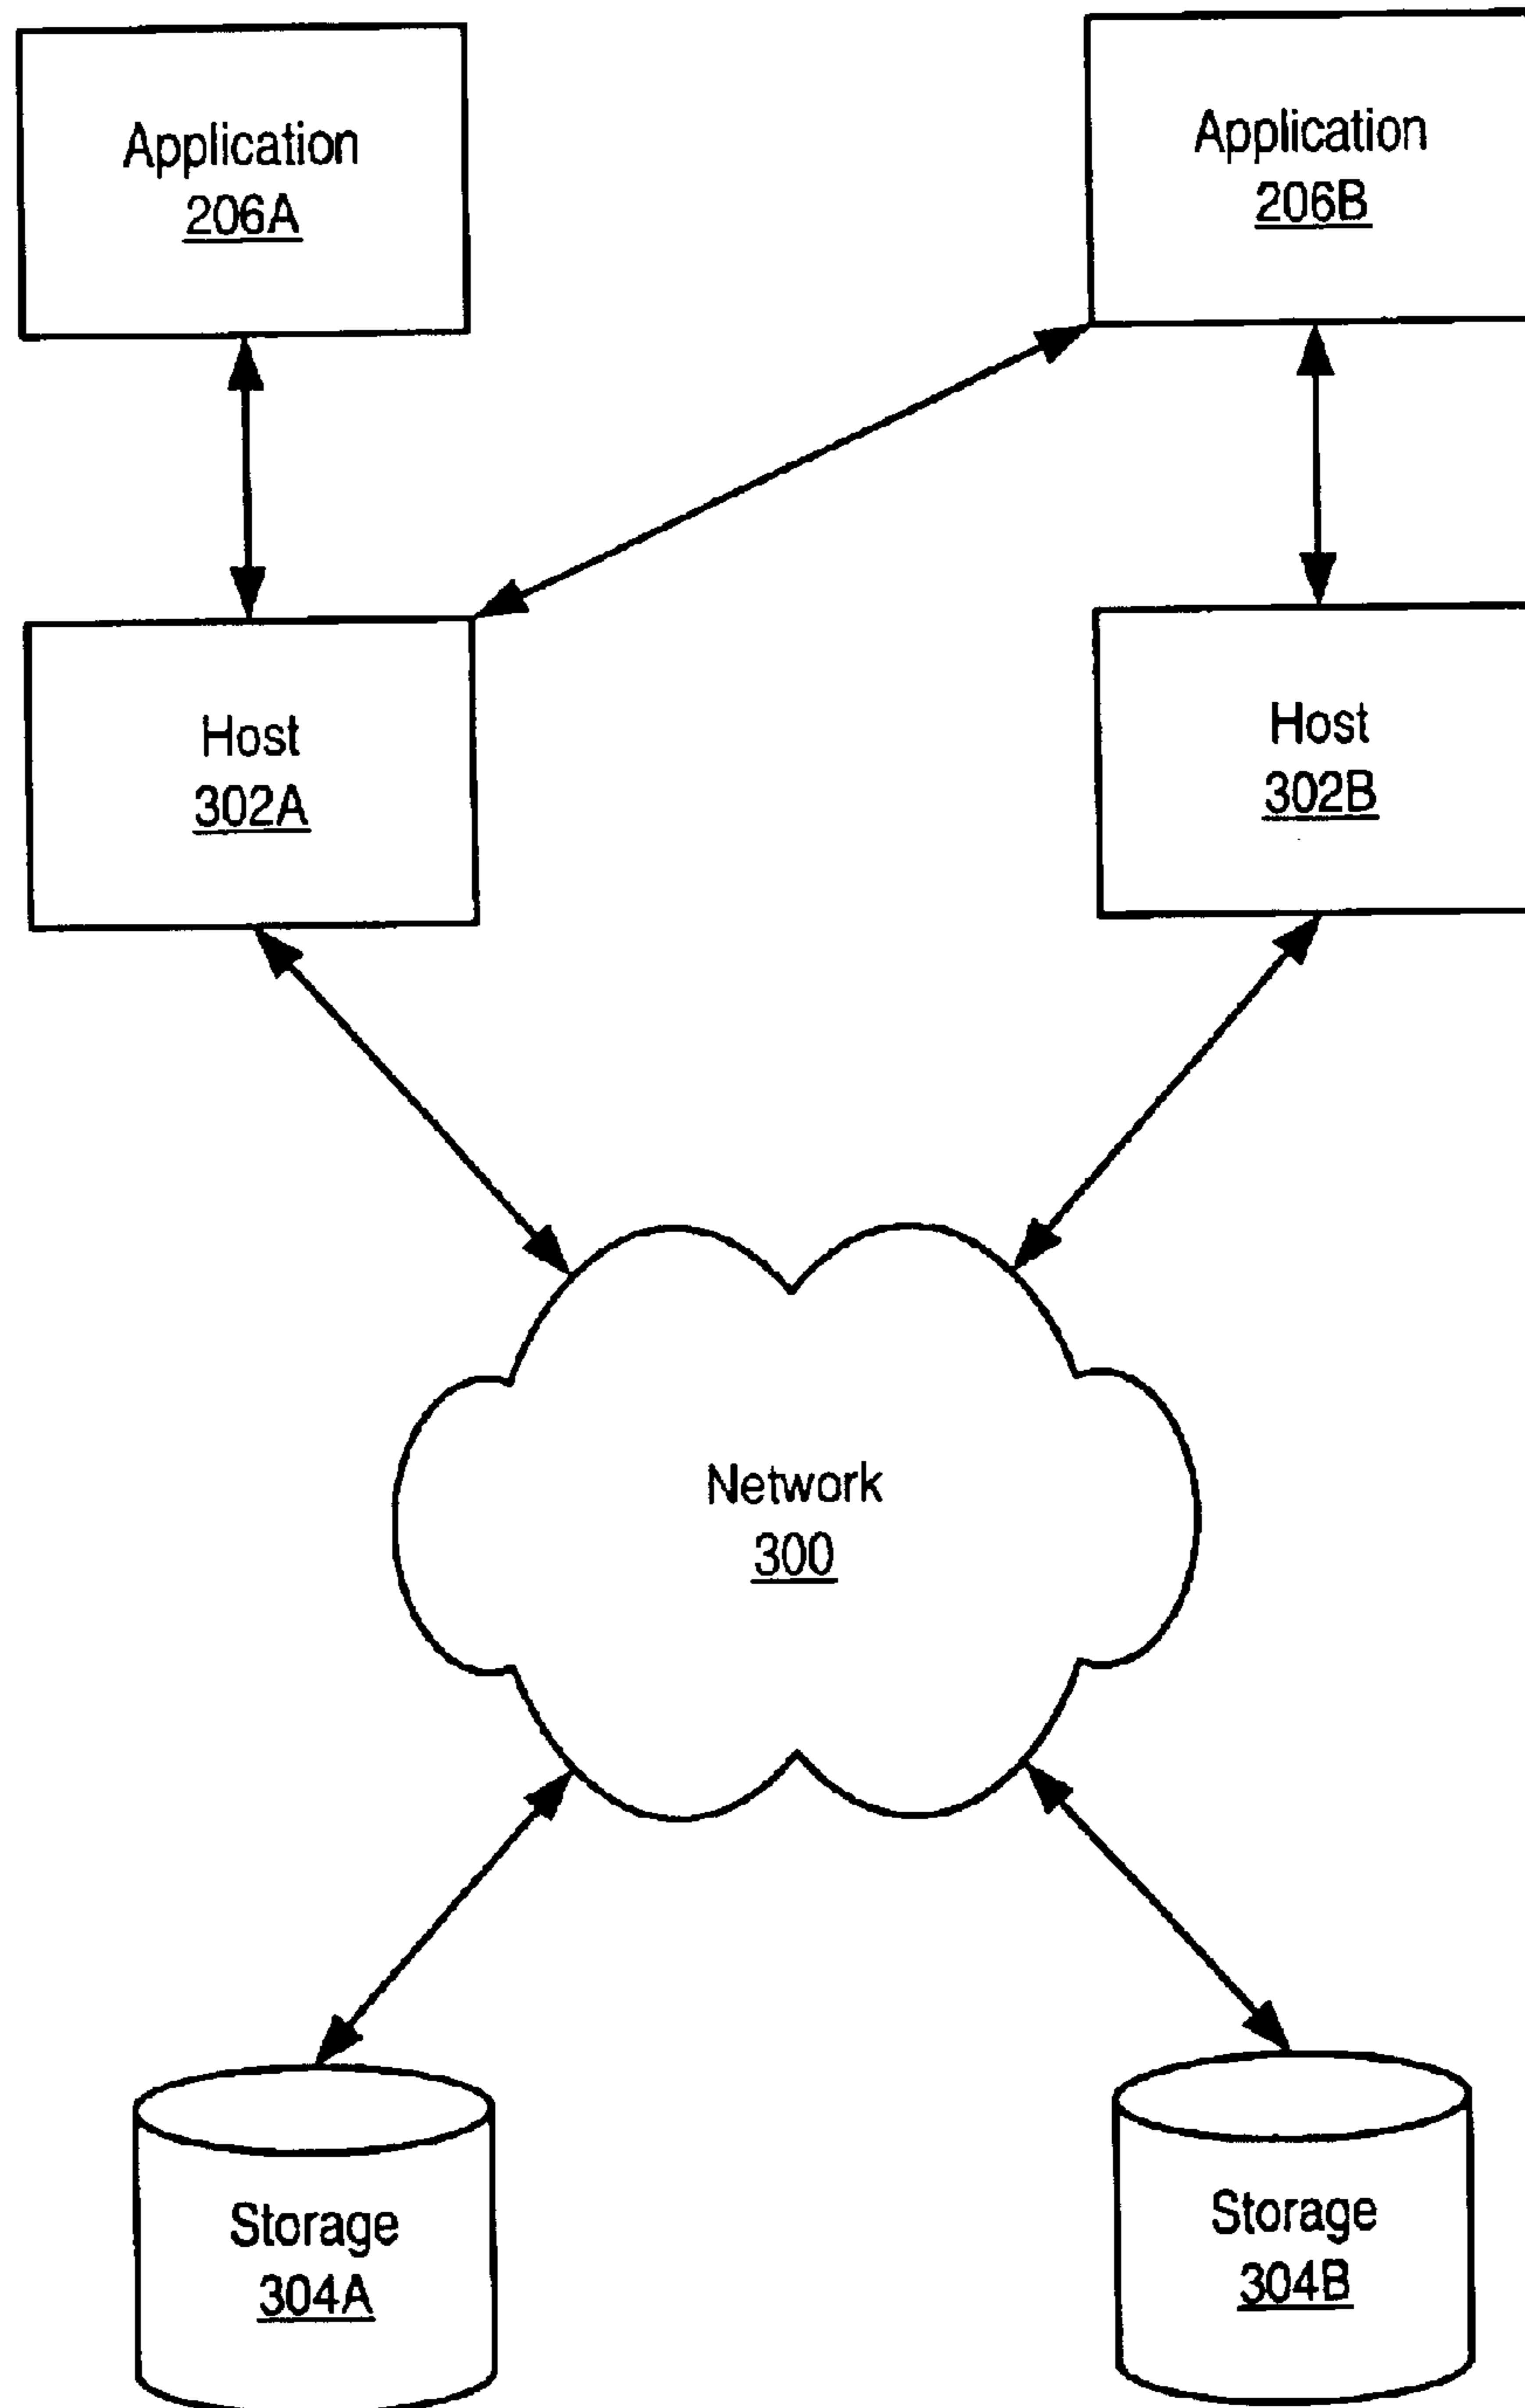 Application
206A
Application
206B
Host
302A
Host
302B
Network
300
Storage
304A
Storage
304B